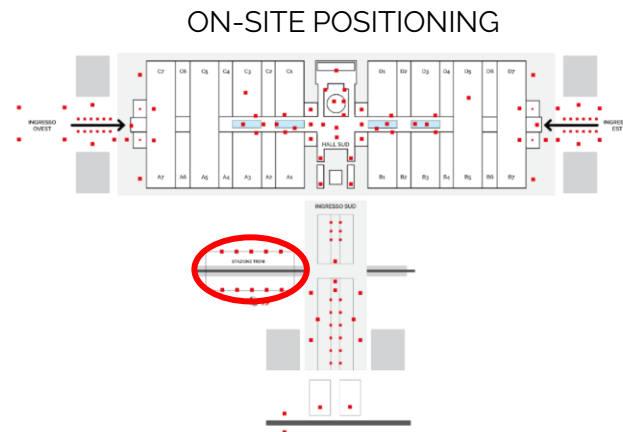 ON-SITE POSITIONING
C7 C6 C5 C4 C3 C2 C1 D1 D2 D3 D4 D5 D6 D7
INGRESSO
OVEST
INGRESSO
EST
HALL SUD
A7 A6 A5 A4 A3 A2 A1 B1 B2 B3 B4 B5 B6 B7
INGRESSO SUD
STAZIONE TRENI